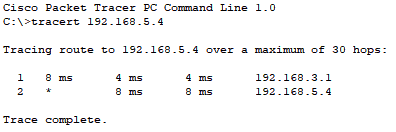 Cisco Packet Tracer PC Command Line 1.0
C:\>tracert 192.168.5.4
Tracing route to 192.168.5.4 over a maximum of 30 hops:
1 8 ms 4 ms 4 ms 192.168.3.1
2 * 8 ms 8 ms 192.168.5.4
Trace complete.